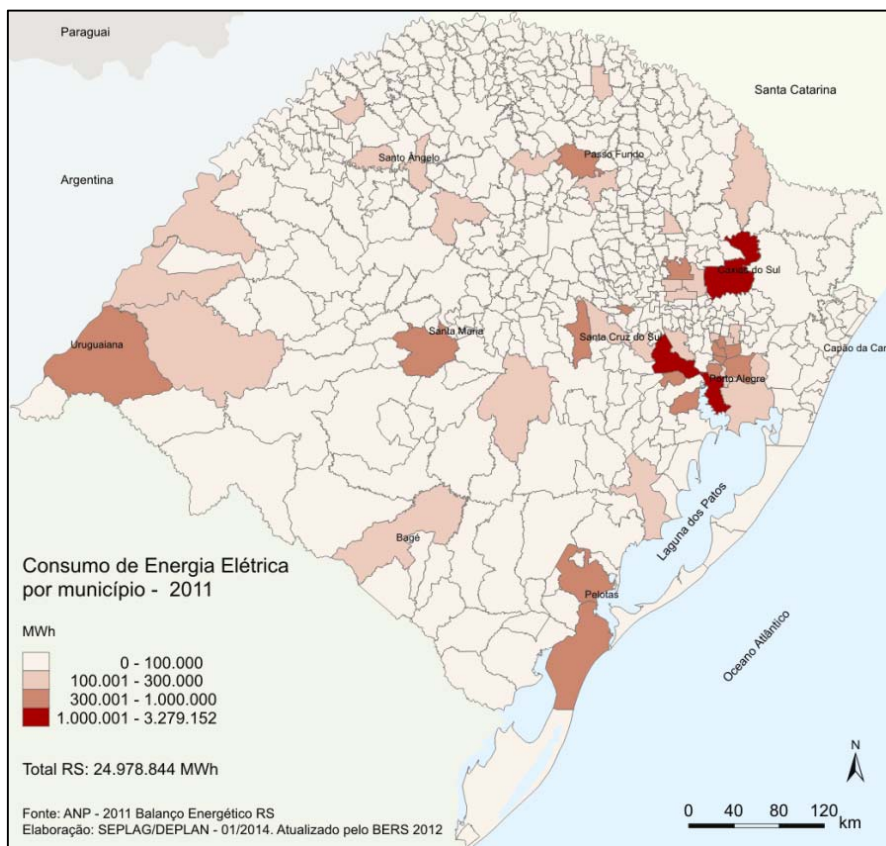 Paraguai
Santa Catarina
Passo Fundo
Santo Ângelo
Argentina
Caxias do Sul
Santa Maria
Santa Cruz do Sul
Uruguaiana
Capão da Can
Porto Alegre
Laguna dos Patos
Bagé
Pelotas
Oceano Atlântico
Consumo de Energia Elétrica
por município - 2011
MWh
0 - 100.000
100.001 - 300.000
300.001 - 1.000.000
1.000.001 - 3.279.152
Total RS: 24.978.844 MWh
Fonte: ANP - 2011 Balanço Energético RS
Elaboração: SEPLAG/DEPLAN - 01/2014. Atualizado pelo BERS 2012
N
0 40 80 120 km